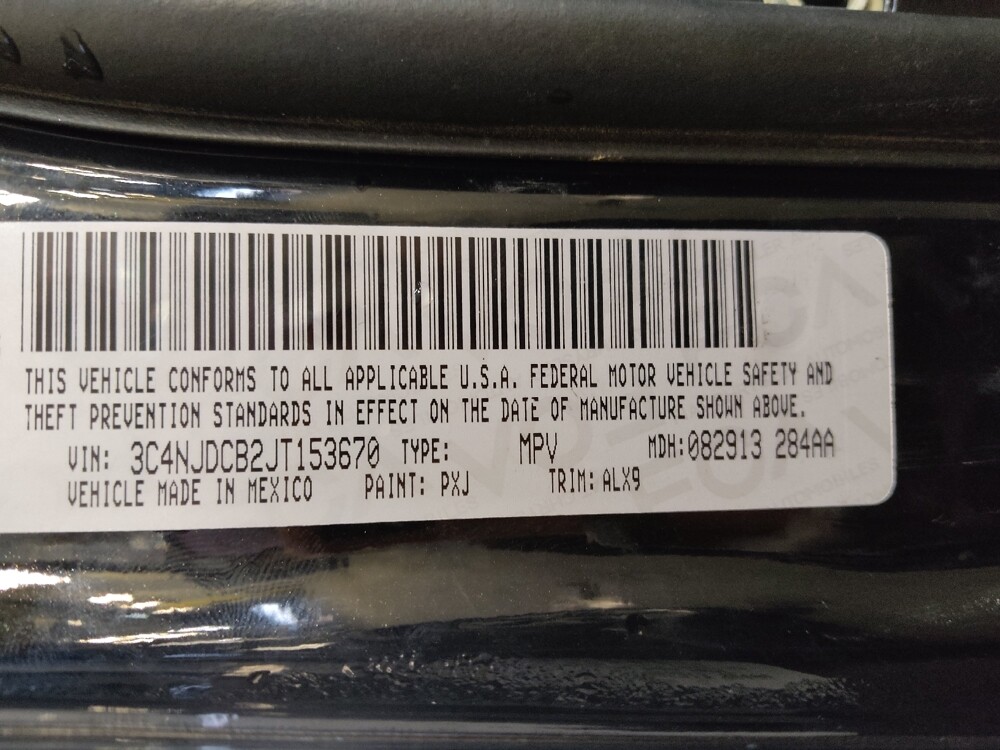 THIS VEHICLE CONFORMS TO ALL APPLICABLE U.S.A. FEDERAL MOTOR VEHICLE SAFETY AND
THEFT PREVENTION STANDARDS IN EFFECT ON THE DATE OF MANUFACTURE SHOWN ABOVE.
VIN: 3C4NJDCB2JT153670 TYPE: MPV MDH:082913 284AA
VEHICLE MADE IN MEXICO PAINT: PXJ TRIM: ALX9